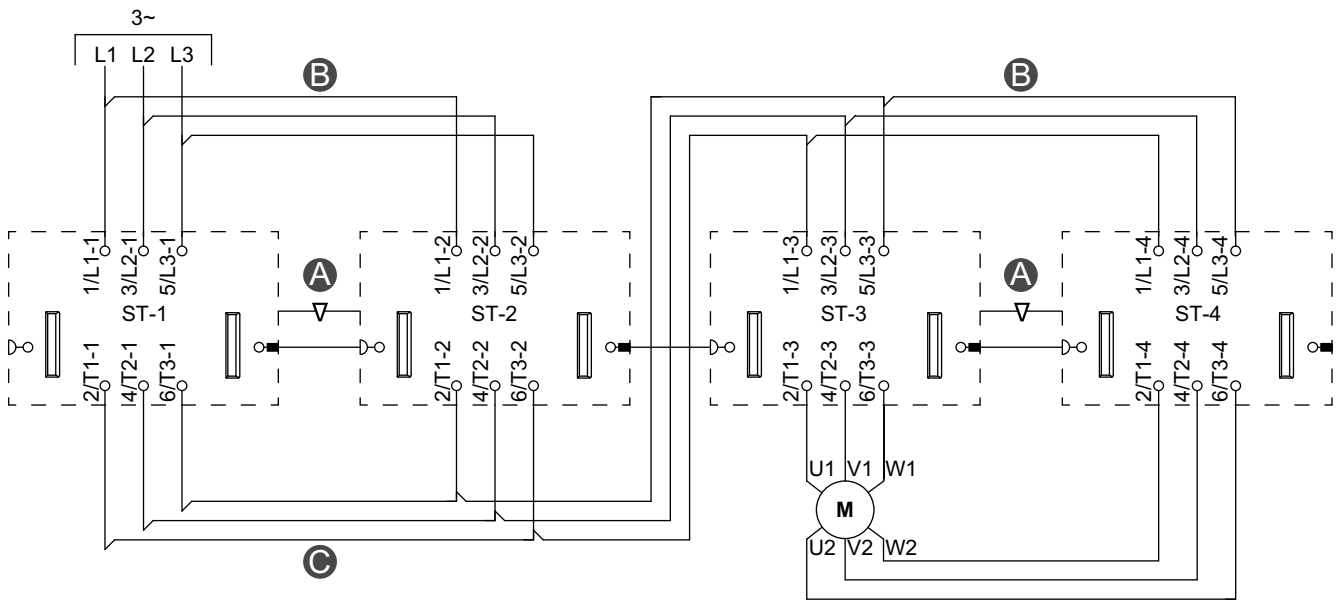 3~
L1 L2 L3
B
B
1/L1-1 3/L2-1 5/L3-1
1/L1-2 3/L2-2 5/L3-2
1/L1-3 3/L2-3 5/L3-3
1/L1-4 3/L2-4 5/L3-4
A
A
ST-1
ST-2
ST-3
ST-4
2/T1-1 4/T2-1 6/T3-1
2/T1-2 4/T2-2 6/T3-2
2/T1-3 4/T2-3 6/T3-3
2/T1-4 4/T2-4 6/T3-4
U1 V1 W1
M
U2 V2 W2
C